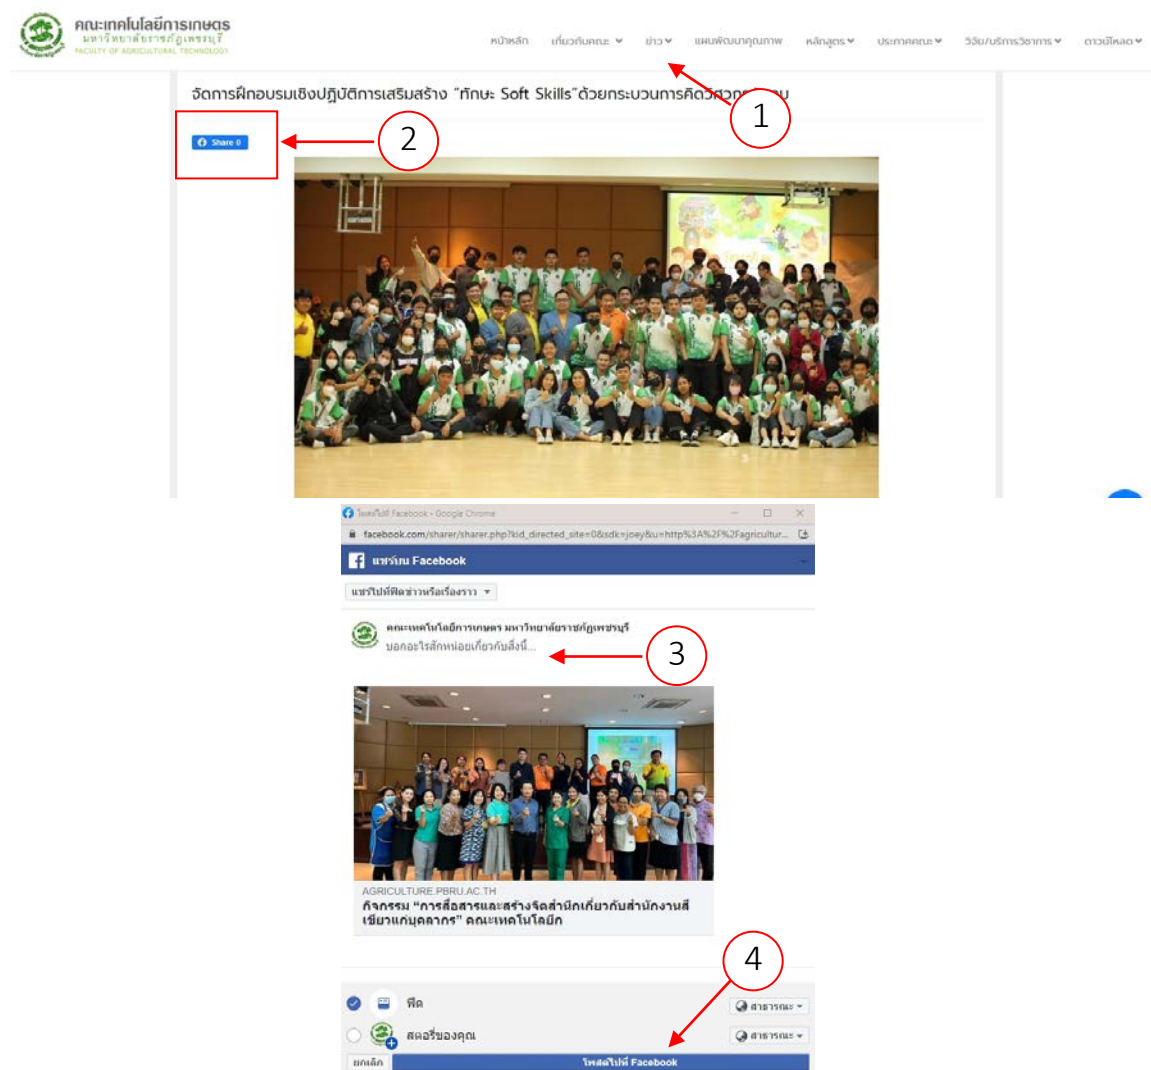 คณะเทคโนโลยีการเกษตร
มหาวิทยาลัยราชภัฏเพชรบุรี
FACULTY OF AGRICULTURAL TECHNOLOGY
หน้าหลัก เกี่ยวกับคณะ ข่าว แผนพัฒนาคุณภาพ หลักสูตร ประกาศคณะ วิจัย/บริการวิชาการ ดาวน์โหลด
จัดการฝึกอบรมเชิงปฏิบัติการเสริมสร้าง "ทักษะ Soft Skills"ด้วยกระบวนการคิดวิศวกร
1
2
Share 0
โพสต์ไปที่ Facebook - Google Chrome
facebook.com/sharer/sharer.php?kid_directed_site=0&sdk=joey&u=http%3A%2F%2Fagricultur...
แชร์บน Facebook
แชร์ไปที่ฟีดข่าวหรือเรื่องราว
คณะเทคโนโลยีการเกษตร มหาวิทยาลัยราชภัฏเพชรบุรี
บอกอะไรสักหน่อยเกี่ยวกับสิ่งนี้...
3
AGRICULTURE.PBRU.AC.TH
กิจกรรม "การสื่อสารและสร้างจิตสำนึกเกี่ยวกับสำนักงานสี
เขียวแก่บุคลากร" คณะเทคโนโลยีก
4
ฟีด
สาธารณะ
สตอรี่ของคุณ
สาธารณะ
ยกเลิก
โพสต์ไปที่ Facebook